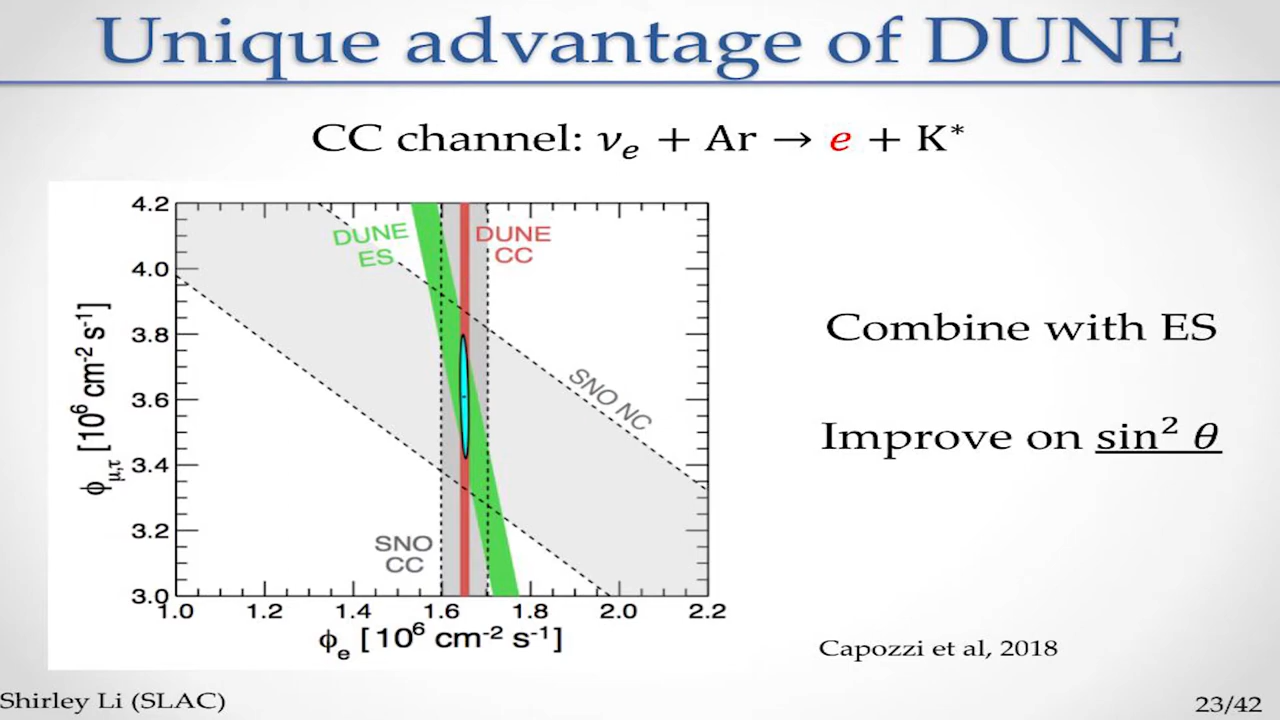 Unique advantage of DUNE
CC channel: νₑ + Ar → e + K*
4.2
4.0
3.8
3.6
3.4
3.2
3.0
1.0
1.2
1.4
1.6
1.8
2.0
2.2
ϕμ,τ [10⁶ cm⁻² s⁻¹]
ϕₑ [10⁶ cm⁻² s⁻¹]
DUNE
ES
DUNE
CC
SNO NC
SNO
CC
Combine with ES
Improve on sin² θ
Capozzi et al, 2018
Shirley Li (SLAC)
23/42